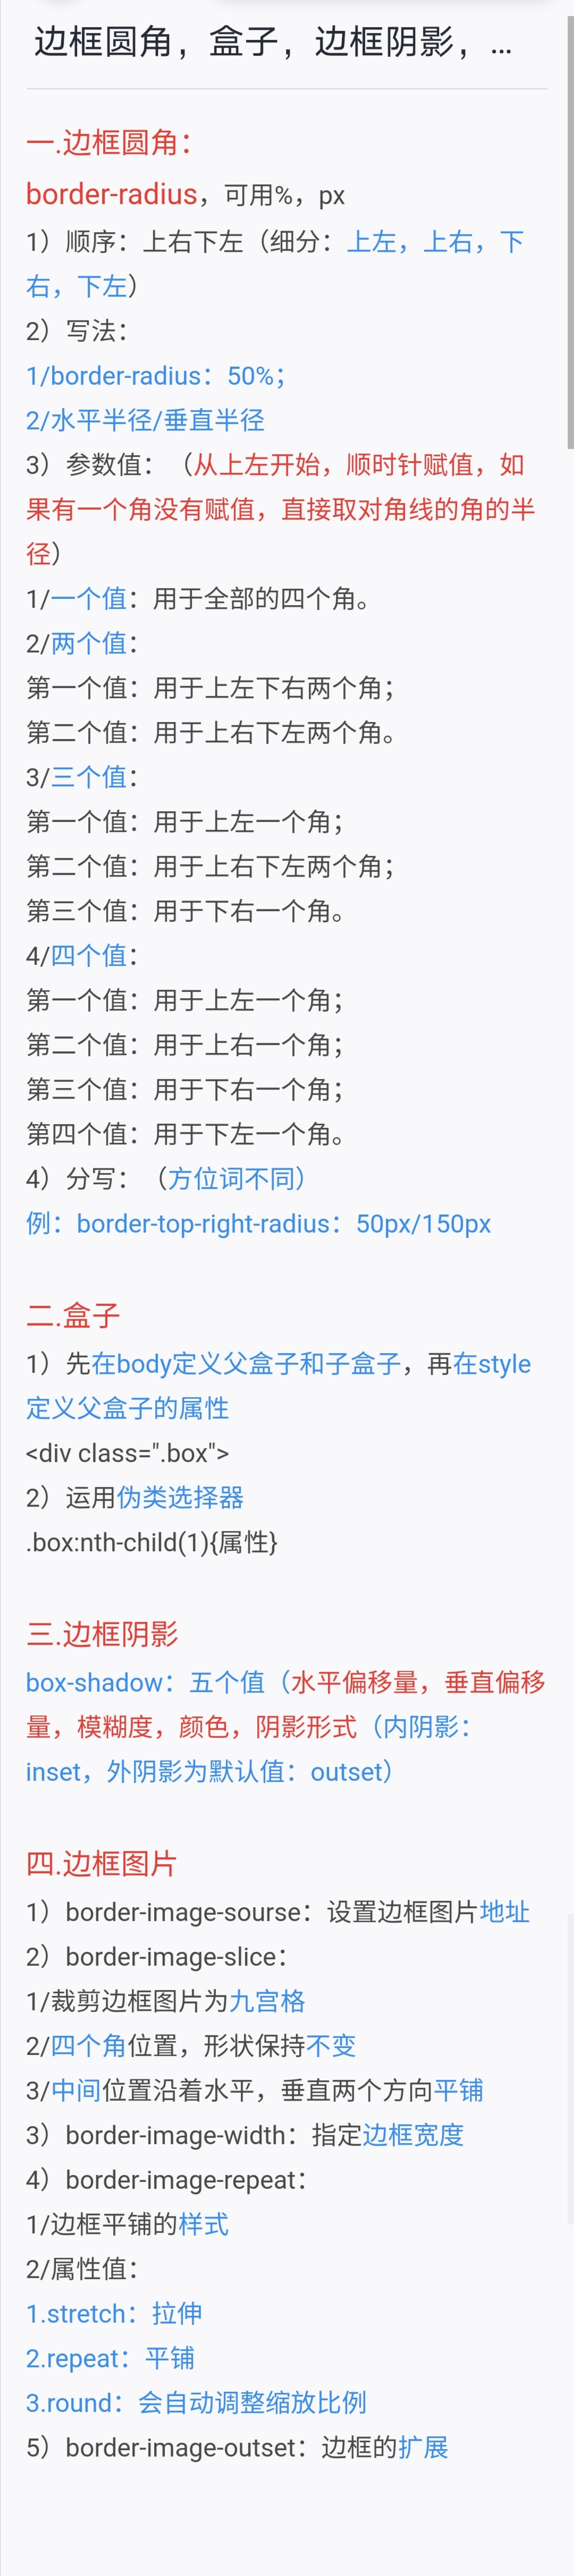 边框圆角，盒子，边框阴影，...
一.边框圆角：
border-radius，可用%，px
1）顺序：上右下左（细分：上左，上右，下
右，下左）
2）写法：
1/border-radius：50%；
2/水平半径/垂直半径
3）参数值：（从上左开始，顺时针赋值，如
果有一个角没有赋值，直接取对角线的角的半
径）
1/一个值：用于全部的四个角。
2/两个值：
第一个值：用于上左下右两个角；
第二个值：用于上右下左两个角。
3/三个值：
第一个值：用于上左一个角；
第二个值：用于上右下左两个角；
第三个值：用于下右一个角。
4/四个值：
第一个值：用于上左一个角；
第二个值：用于上右一个角；
第三个值：用于下右一个角；
第四个值：用于下左一个角。
4）分写：（方位词不同）
例：border-top-right-radius：50px/150px
二.盒子
1）先在body定义父盒子和子盒子，再在style
定义父盒子的属性
<div class=".box">
2）运用伪类选择器
.box:nth-child(1){属性}
三.边框阴影
box-shadow：五个值（水平偏移量，垂直偏移
量，模糊度，颜色，阴影形式（内阴影：
inset，外阴影为默认值：outset）
四.边框图片
1）border-image-sourse：设置边框图片地址
2）border-image-slice：
1/裁剪边框图片为九宫格
2/四个角位置，形状保持不变
3/中间位置沿着水平，垂直两个方向平铺
3）border-image-width：指定边框宽度
4）border-image-repeat：
1/边框平铺的样式
2/属性值：
1.stretch：拉伸
2.repeat：平铺
3.round：会自动调整缩放比例
5）border-image-outset：边框的扩展